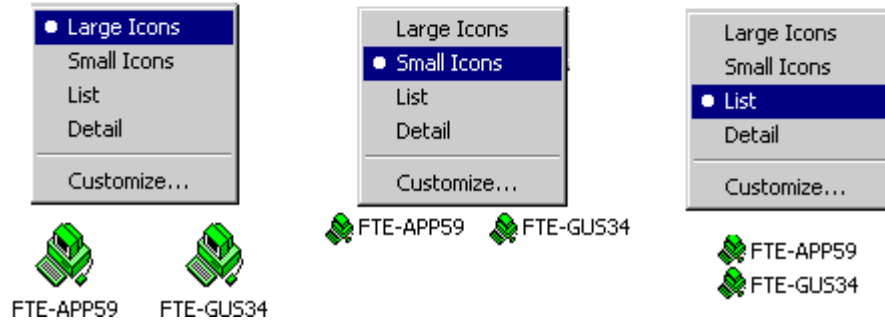 Large Icons
Small Icons
List
Detail
Customize...
FTE-APP59 FTE-GUS34
Large Icons
Small Icons
List
Detail
Customize...
FTE-APP59 FTE-GUS34
Large Icons
Small Icons
List
Detail
Customize...
FTE-APP59
FTE-GUS34